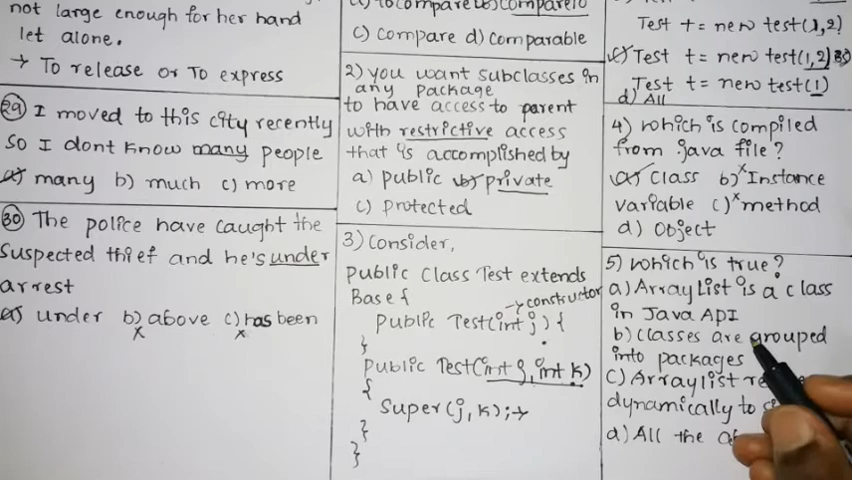 not large enough for her hand
let alone.
→ To release or To express
29 I moved to this city recently
so I dont know many people
a) many b) much c) more
30 The police have caught the
suspected thief and he's under
arrest
a) under b) above c) has been
a) tocompare b) compareTo
c) compare d) comparable
2) you want subclasses in
any package
to have access to parent
with restrictive access
that is accomplished by
a) public b) private
c) protected
3) Consider,
public class Test extends
Base {
→ constructor
public Test(int j) {
}
public Test(int j, int k)
{
Super(j, k); →
}
}
Test t = new test(1,2)
c) Test t = new test(1,2)
Test t = new test(1)
d) All
4) which is compiled
from .java file?
a) class b) Instance
variable c) method
d) object
5) which is true?
a) ArrayList is a class
in Java API
b) classes are grouped
into packages
c) Arraylist
dynamically to
d) All the